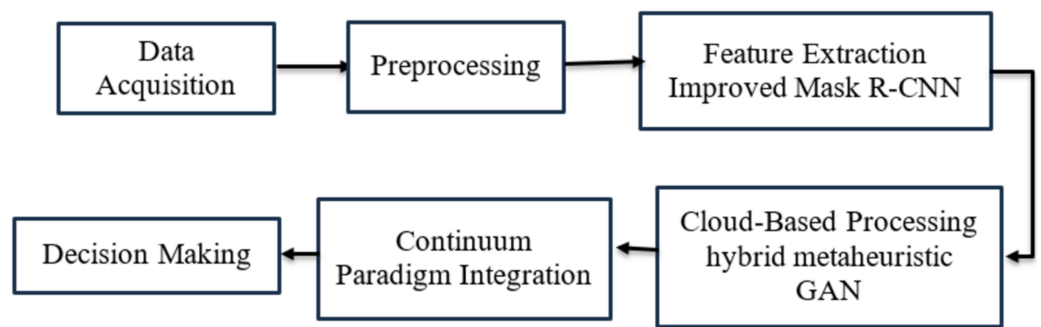 Data
Acquisition
Preprocessing
Feature Extraction
Improved Mask R-CNN
Cloud-Based Processing
hybrid metaheuristic
GAN
Continuum
Paradigm Integration
Decision Making